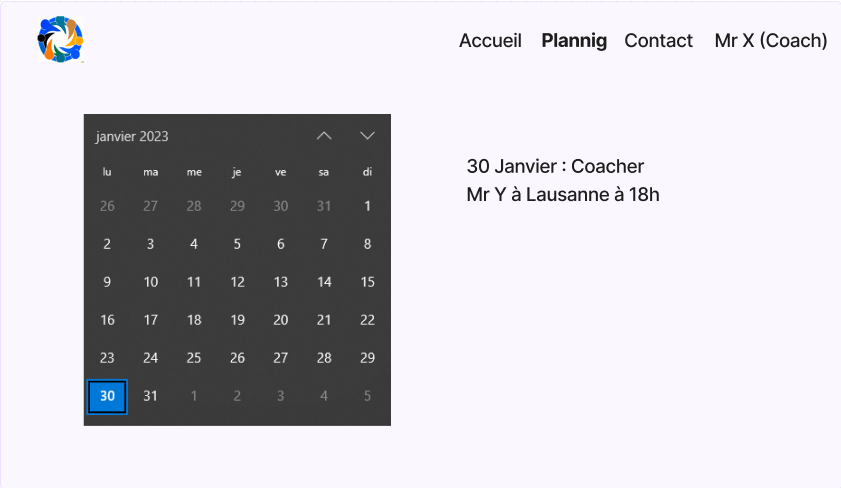 Accueil Plannig Contact Mr X (Coach)
janvier 2023
lu ma me je ve sa di
26 27 28 29 30 31 1
2 3 4 5 6 7 8
9 10 11 12 13 14 15
16 17 18 19 20 21 22
23 24 25 26 27 28 29
30 31 1 2 3 4 5
30 Janvier : Coacher
Mr Y à Lausanne à 18h